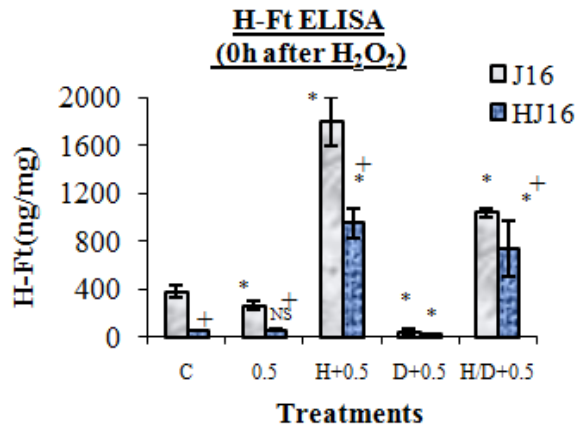 H-Ft ELISA
(0h after H₂O₂)
J16
HJ16
H-Ft(ng/mg)
2000
1600
1200
800
400
0
* + * * * +
* + * NS + * *
C 0.5 H+0.5 D+0.5 H/D+0.5
Treatments